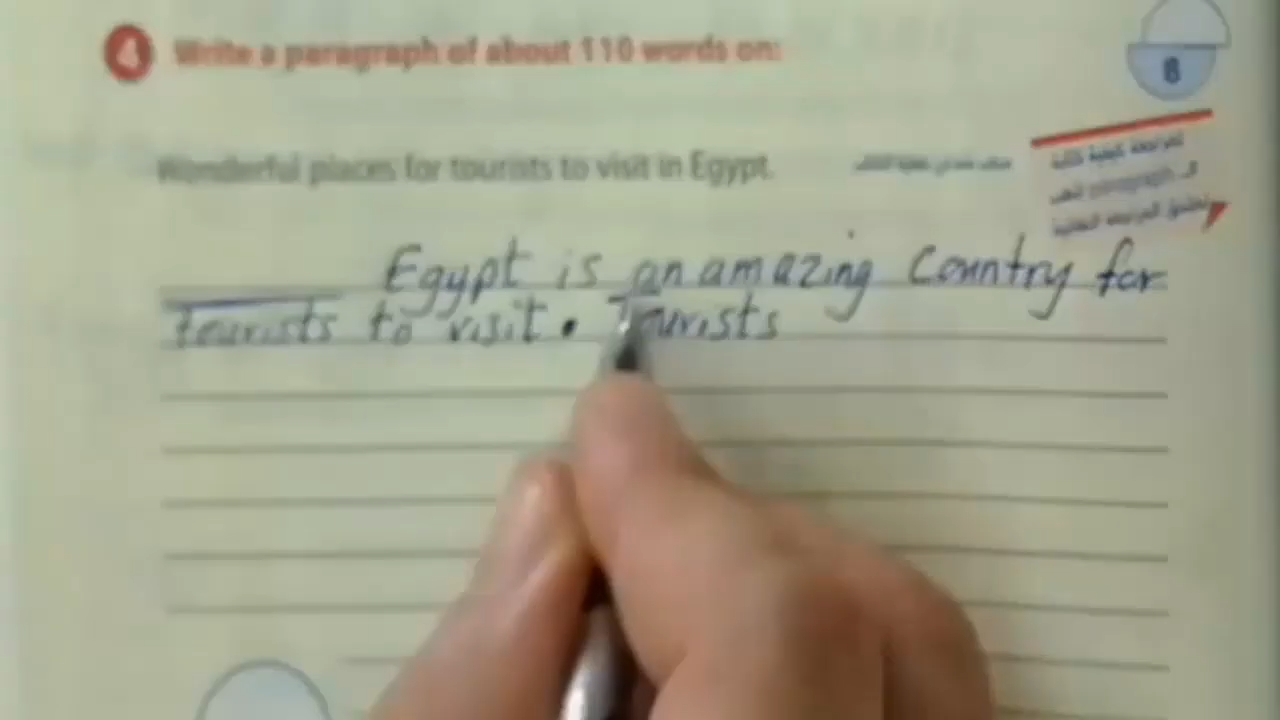 4 Write a paragraph of about 110 words on:
8
Wonderful places for tourists to visit in Egypt.
paragraph
Egypt is an amazing Country for
tourists to visit. Tourists